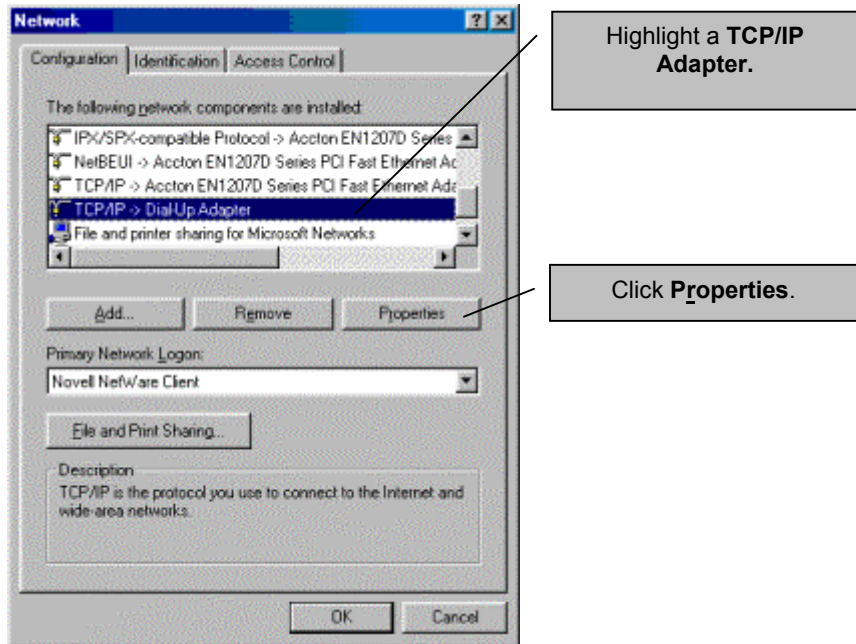 Network
Configuration Identification Access Control
The following network components are installed:
IPX/SPX-compatible Protocol -> Accton EN1207D Series
NetBEUI -> Accton EN1207D Series PCI Fast Ethernet Ac
TCP/IP -> Accton EN1207D Series PCI Fast Ethernet Ada
TCP/IP -> Dial-Up Adapter
File and printer sharing for Microsoft Networks
Add... Remove Properties
Primary Network Logon:
Novell NetWare Client
File and Print Sharing...
Description
TCP/IP is the protocol you use to connect to the Internet and
wide-area networks.
OK Cancel
Highlight a TCP/IP
Adapter.
Click Properties.